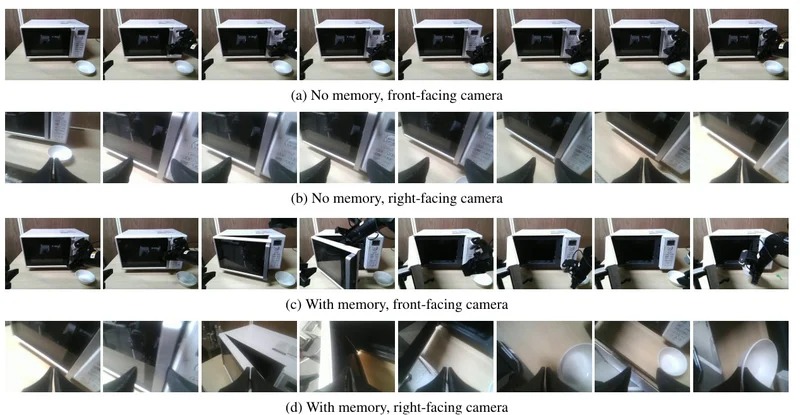 (a) No memory, front-facing camera
(b) No memory, right-facing camera
(c) With memory, front-facing camera
(d) With memory, right-facing camera